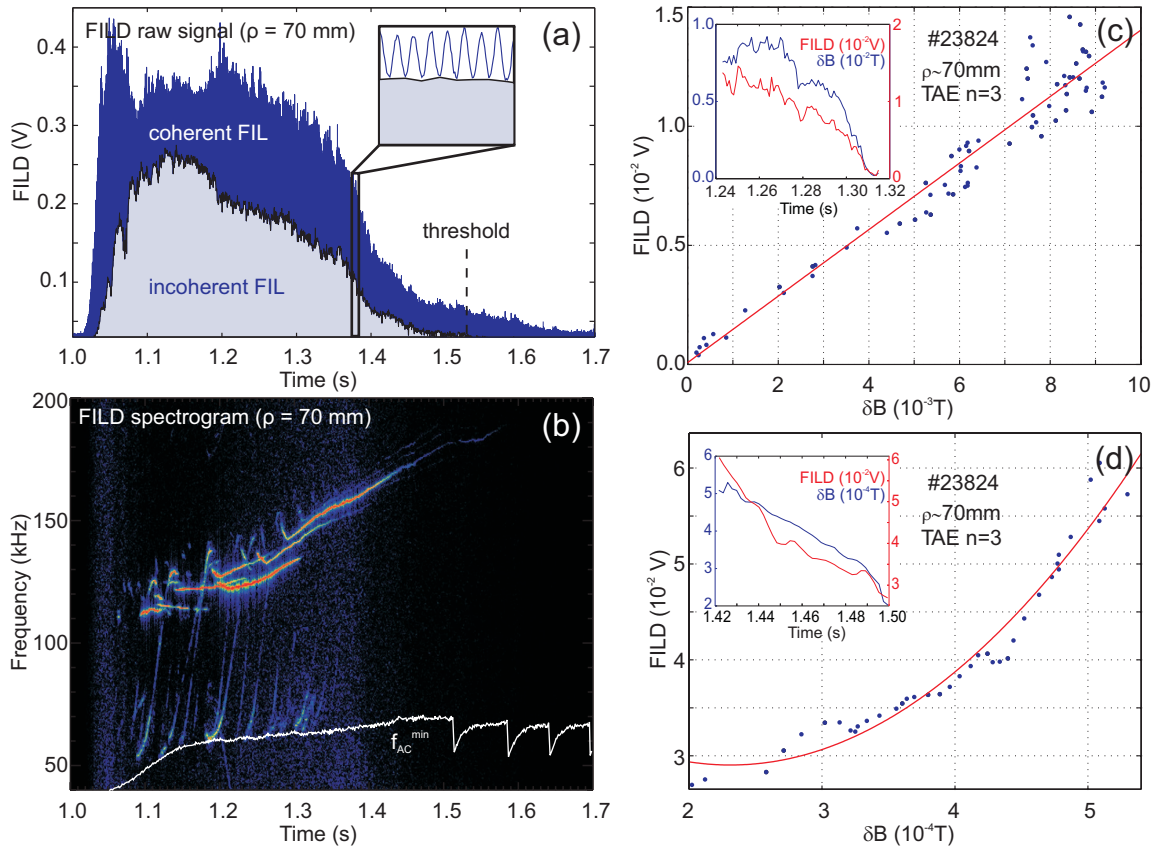 FILD raw signal (ρ = 70 mm)
(a)
coherent FIL
incoherent FIL
threshold
FILD (V)
0.4
0.3
0.2
0.1
1.0 1.1 1.2 1.3 1.4 1.5 1.6 1.7
Time (s)
FILD spectrogram (ρ = 70 mm)
(b)
Frequency (kHz)
200
150
100
50
f_AC^min
1.0 1.1 1.2 1.3 1.4 1.5 1.6 1.7
Time (s)
(c)
FILD (10⁻² V)
1.5
1.0
0.5
0.0
0 2 4 6 8 10
δB (10⁻³T)
#23824
ρ~70mm
TAE n=3
FILD (10⁻²V)
δB (10⁻²T)
1.0
0.5
0.0
2
1
0
1.24 1.26 1.28 1.30 1.32
Time (s)
(d)
FILD (10⁻² V)
6
5
4
3
2 3 4 5
δB (10⁻⁴T)
#23824
ρ~70mm
TAE n=3
FILD (10⁻²V)
δB (10⁻⁴T)
6
5
4
3
2
6
5
4
3
1.42 1.44 1.46 1.48 1.50
Time (s)